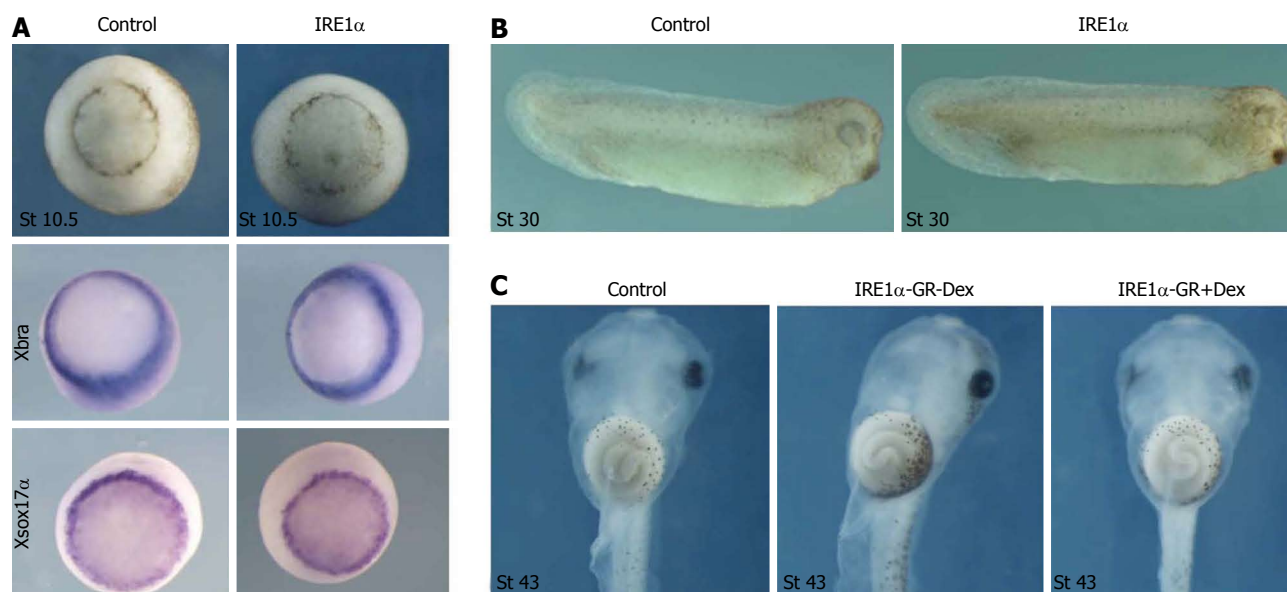 A
Control
IRE1α
St 10.5
St 10.5
Xbra
Xsox17α
B
Control
IRE1α
St 30
St 30
C
Control
IRE1α-GR-Dex
IRE1α-GR+Dex
St 43
St 43
St 43